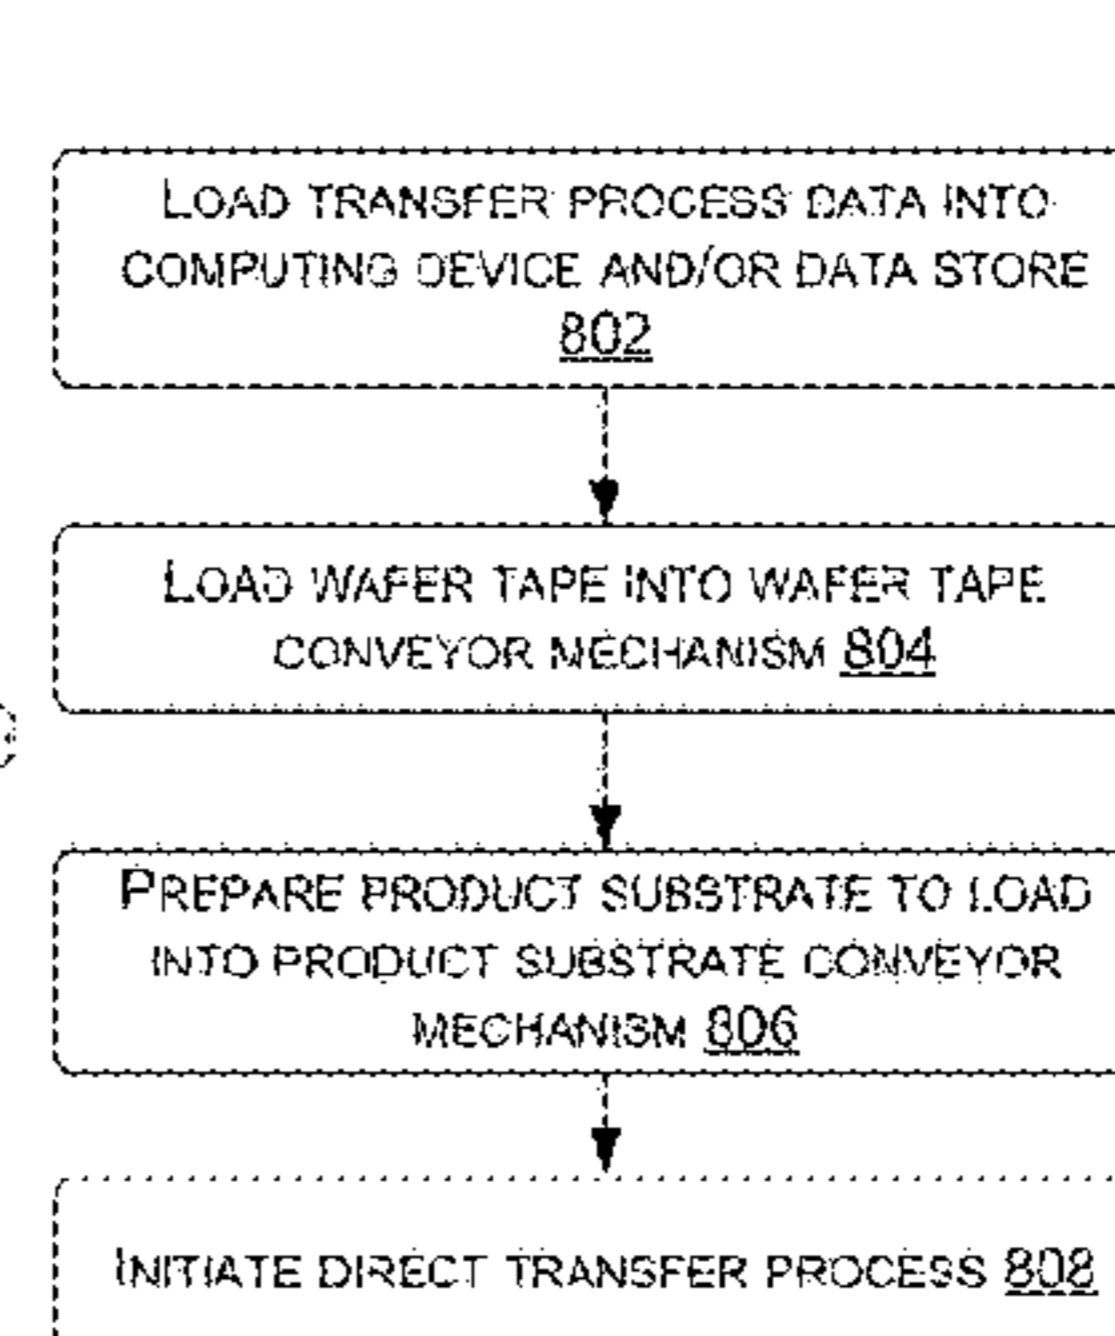 LOAD TRANSFER PROCESS DATA INTO
COMPUTING DEVICE AND/OR DATA STORE
802
LOAD WAFER TAPE INTO WAFER TAPE
CONVEYOR MECHANISM 804
PREPARE PRODUCT SUBSTRATE TO LOAD
INTO PRODUCT SUBSTRATE CONVEYOR
MECHANISM 806
INITIATE DIRECT TRANSFER PROCESS 808